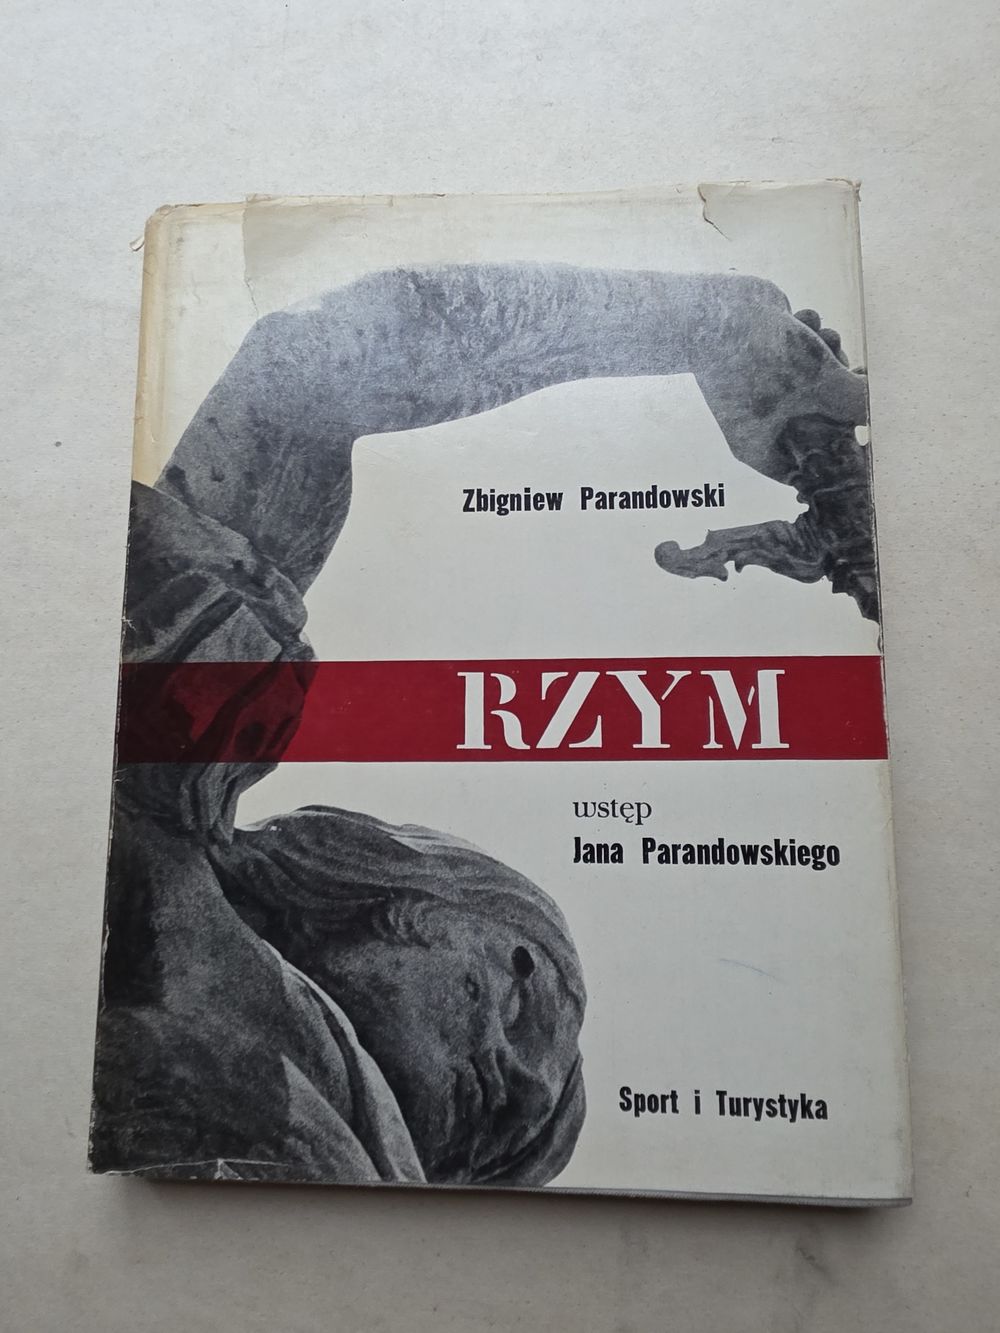 Zbigniew Parandowski
RZYM
wstęp
Jana Parandowskiego
Sport i Turystyka